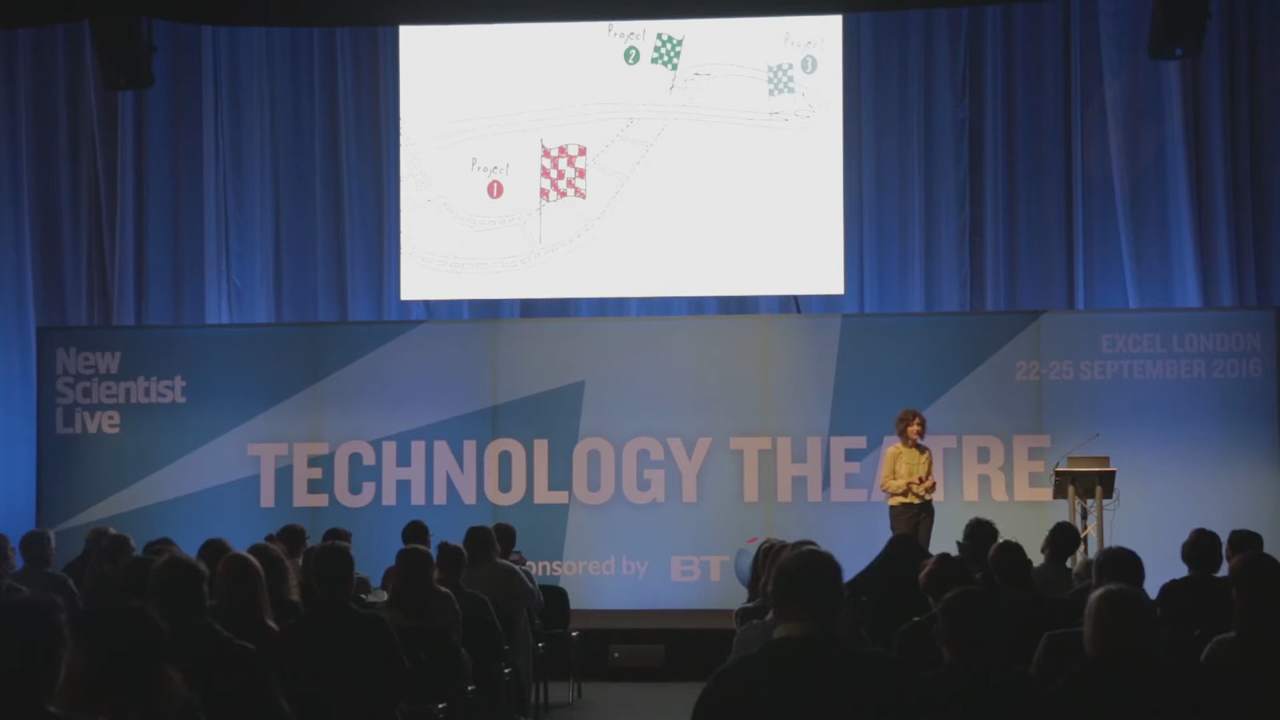 Project
2
Project
3
Project
1
New
Scientist
Live
EXCEL LONDON
22-25 SEPTEMBER 2016
TECHNOLOGY THEATRE
onsored by BT